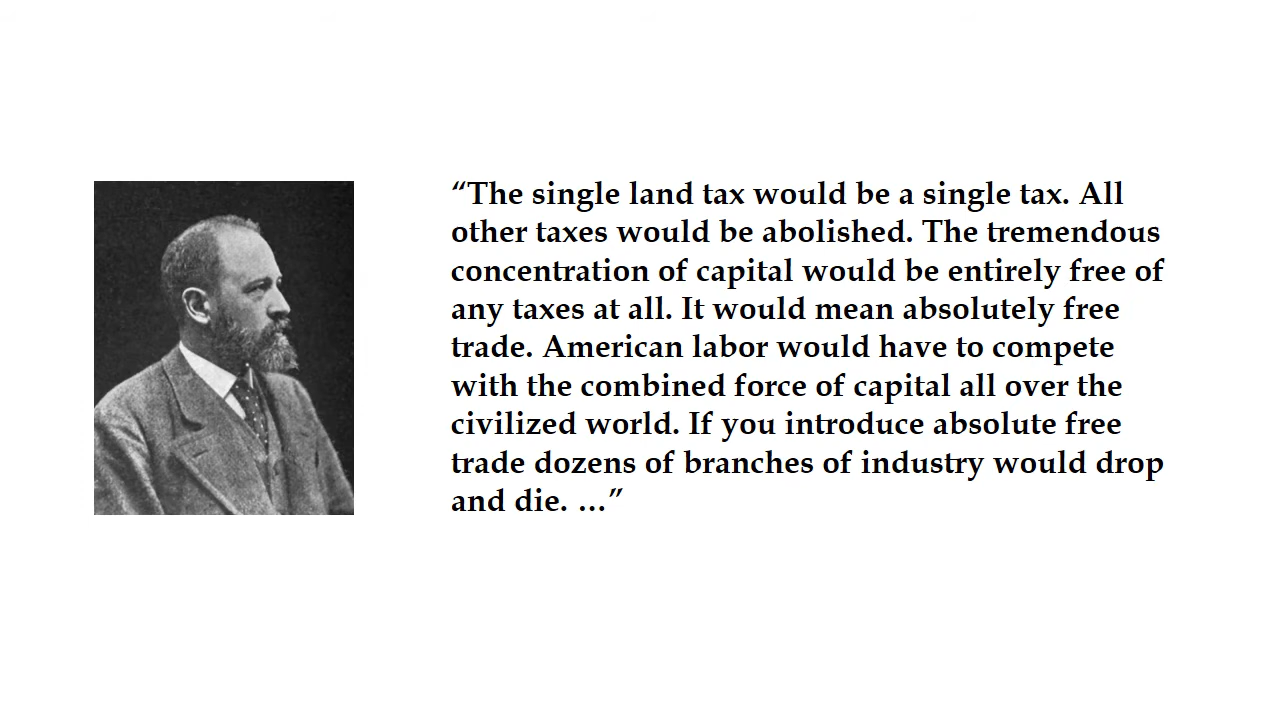 “The single land tax would be a single tax. All
other taxes would be abolished. The tremendous
concentration of capital would be entirely free of
any taxes at all. It would mean absolutely free
trade. American labor would have to compete
with the combined force of capital all over the
civilized world. If you introduce absolute free
trade dozens of branches of industry would drop
and die. …”